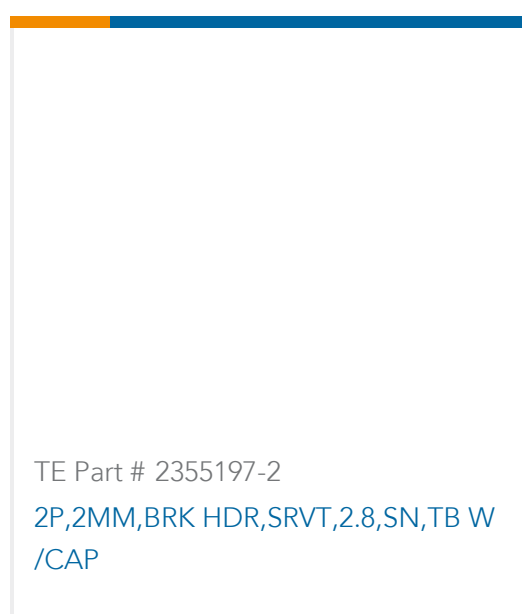 TE Part # 2355197-2
2P,2MM,BRK HDR,SRVT,2.8,SN,TB W
/CAP